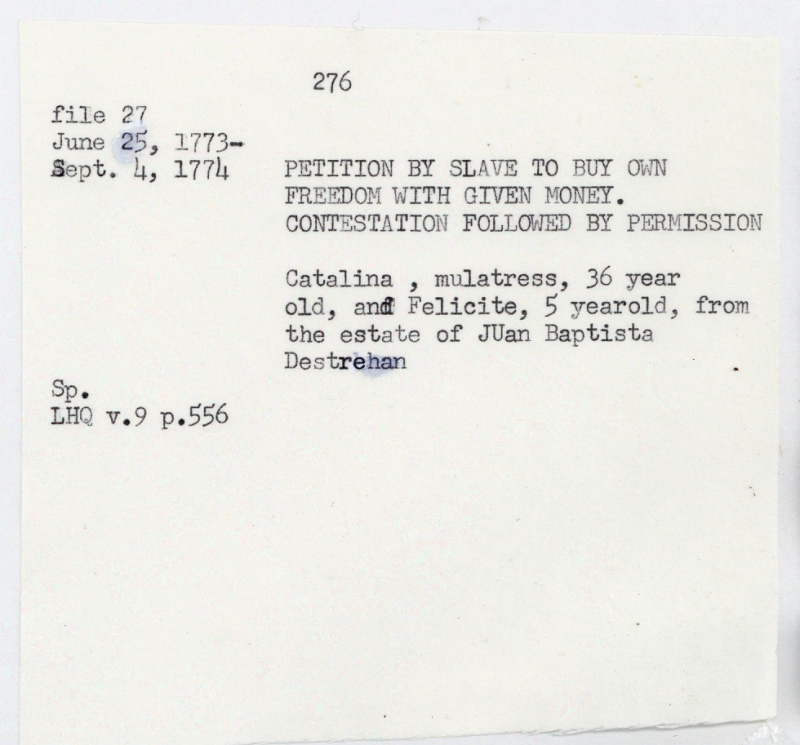 276
file 27
June 25, 1773-
Sept. 4, 1774
PETITION BY SLAVE TO BUY OWN
FREEDOM WITH GIVEN MONEY.
CONTESTATION FOLLOWED BY PERMISSION
Catalina , mulatress, 36 year
old, and Felicite, 5 yearold, from
the estate of JUan Baptista
Destrehan
Sp.
LHQ v.9 p.556